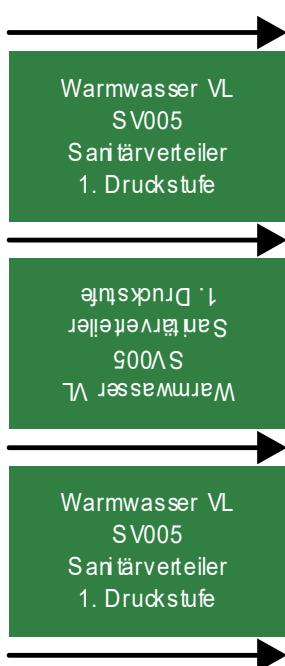 Warmwasser VL
SV005
Sanitärverteiler
1. Druckstufe
Warmwasser VL
SV005
Sanitärverteiler
1. Druckstufe
Warmwasser VL
SV005
Sanitärverteiler
1. Druckstufe